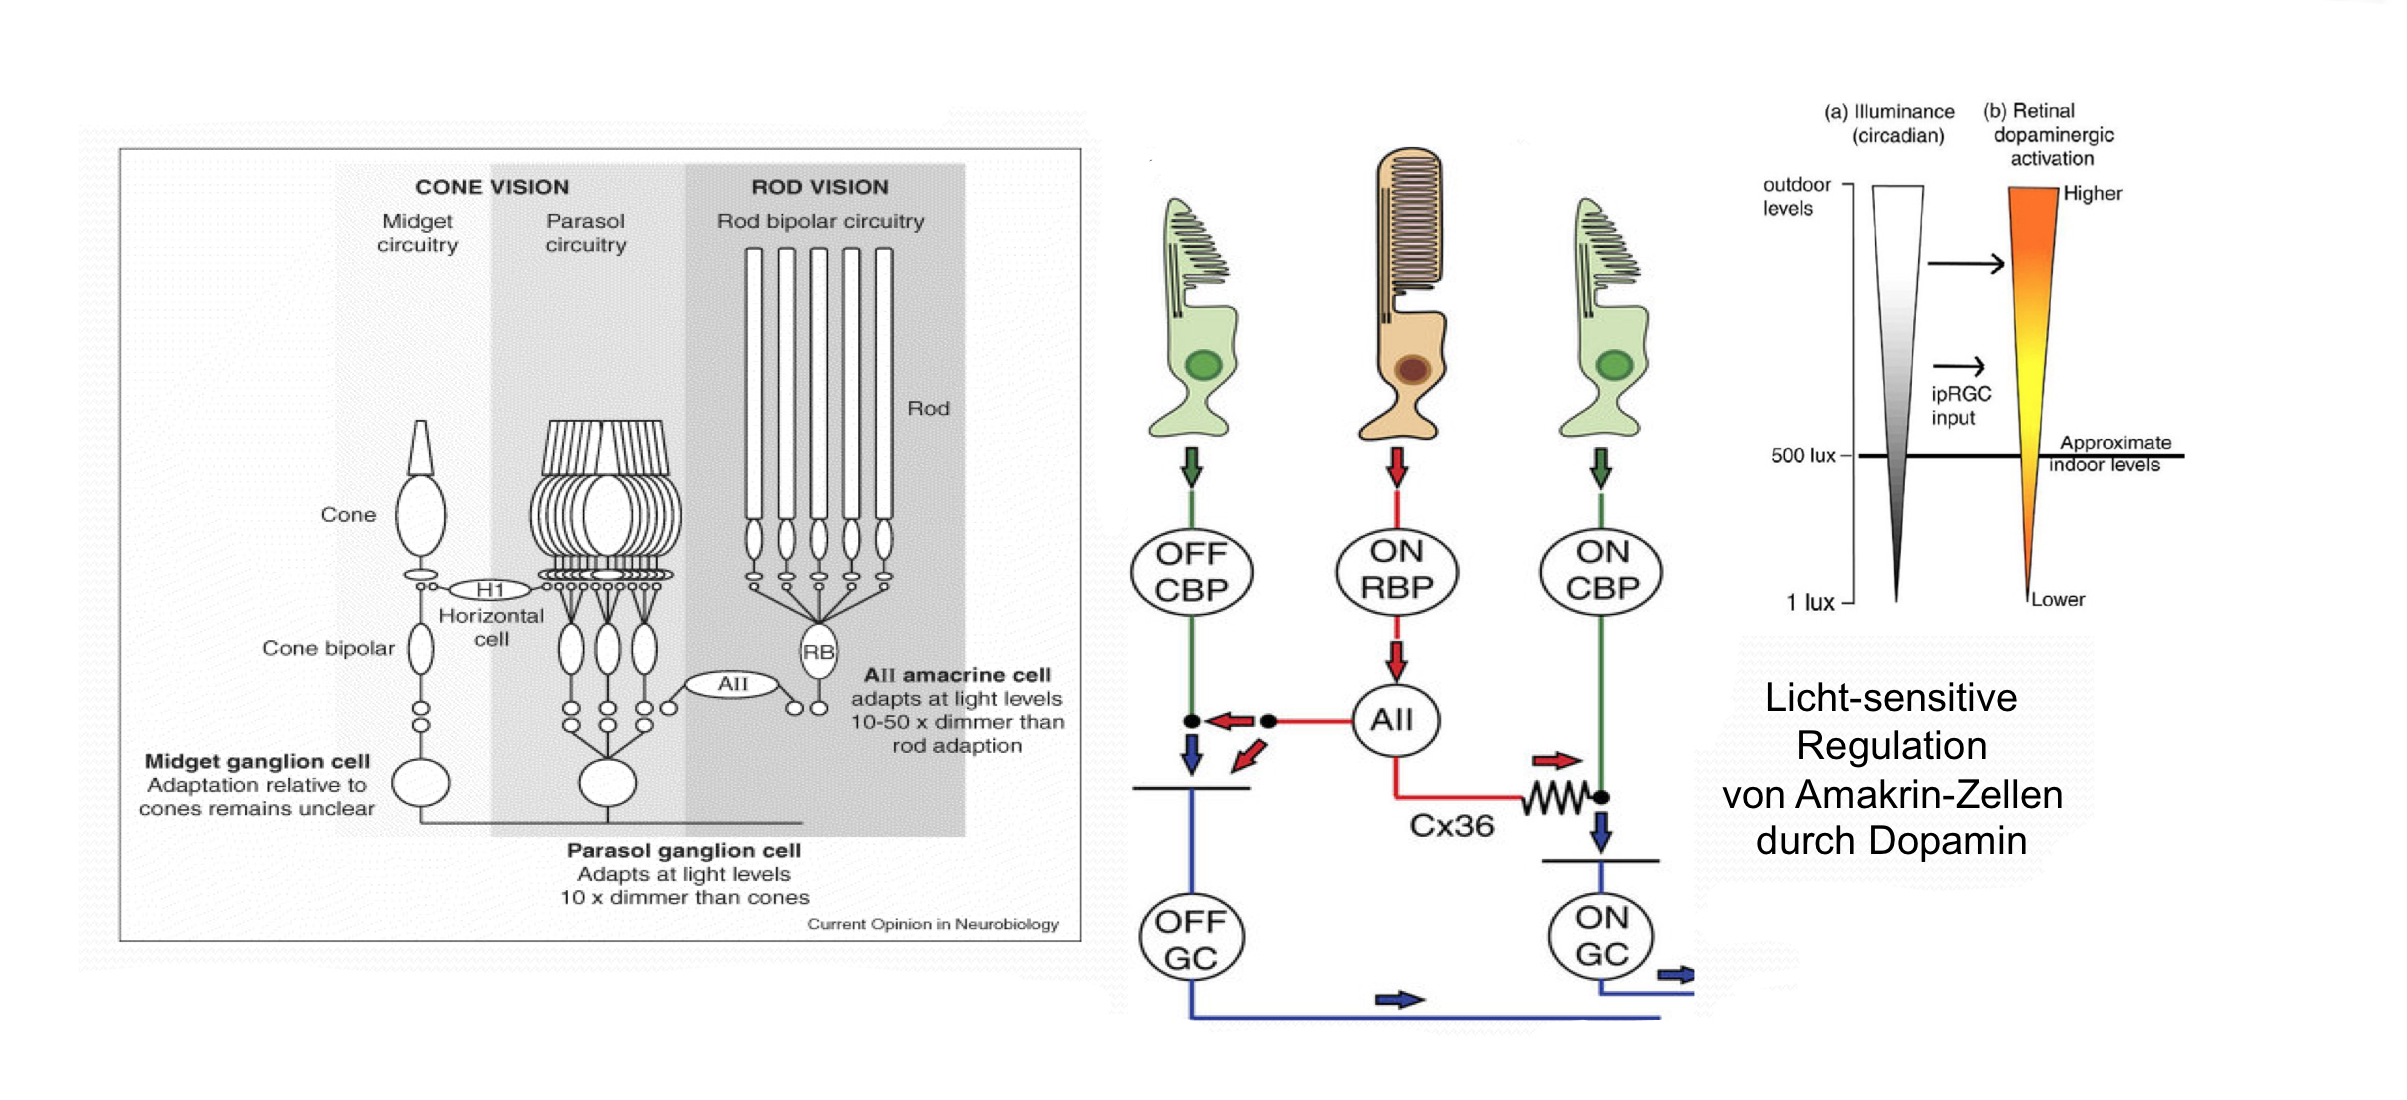 CONE VISION
ROD VISION
Midget
circuitry
Parasol
circuitry
Rod bipolar circuitry
Rod
Cone
H1
Horizontal
cell
Cone bipolar
RB
AII
AII amacrine cell
adapts at light levels
10-50 x dimmer than
rod adaption
Midget ganglion cell
Adaptation relative to
cones remains unclear
Parasol ganglion cell
Adapts at light levels
10 x dimmer than cones
Current Opinion in Neurobiology
OFF
CBP
ON
RBP
ON
CBP
AII
Cx36
OFF
GC
ON
GC
(a) Illuminance
(circadian)
(b) Retinal
dopaminergic
activation
outdoor
levels
Higher
ipRGC
input
500 lux
Approximate
indoor levels
1 lux
Lower
Licht-sensitive
Regulation
von Amakrin-Zellen
durch Dopamin